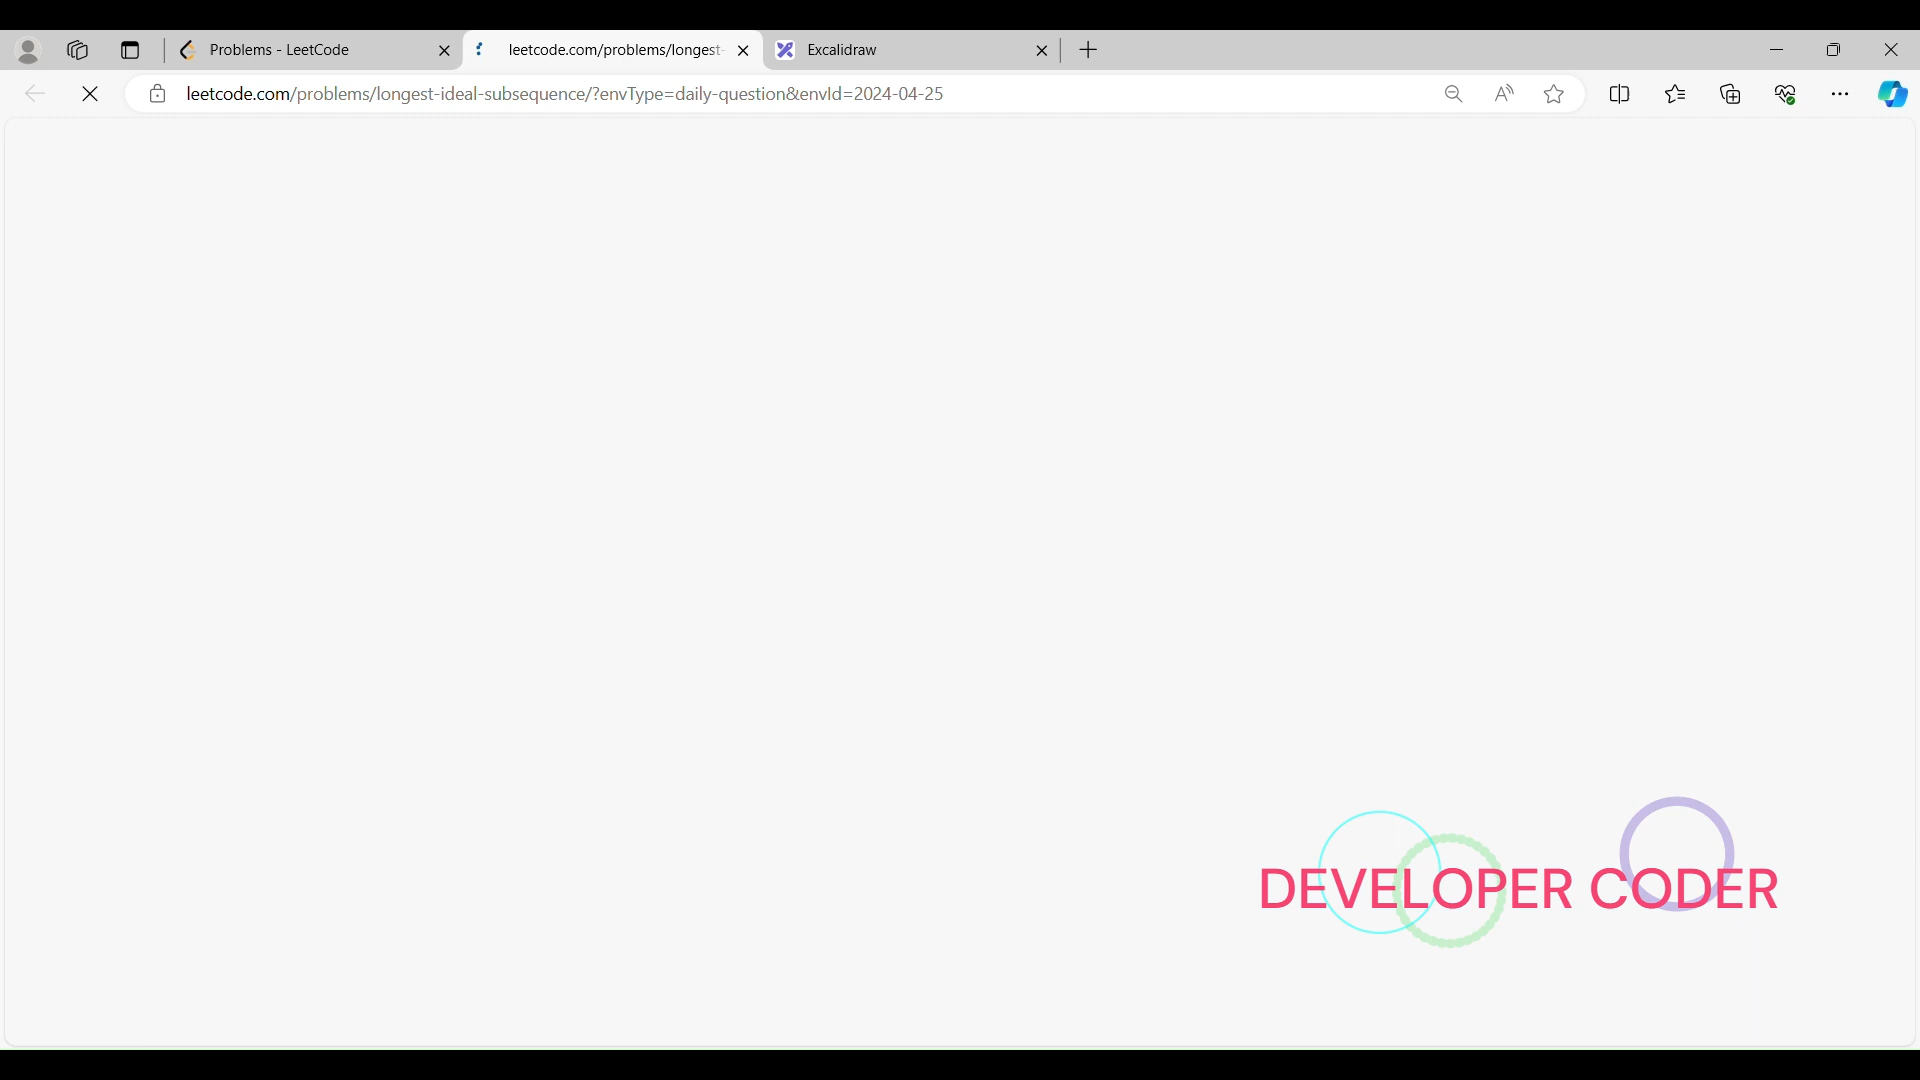 Problems - LeetCode
leetcode.com/problems/longest-
Excalidraw
leetcode.com/problems/longest-ideal-subsequence/?envType=daily-question&envId=2024-04-25
DEVELOPER CODER